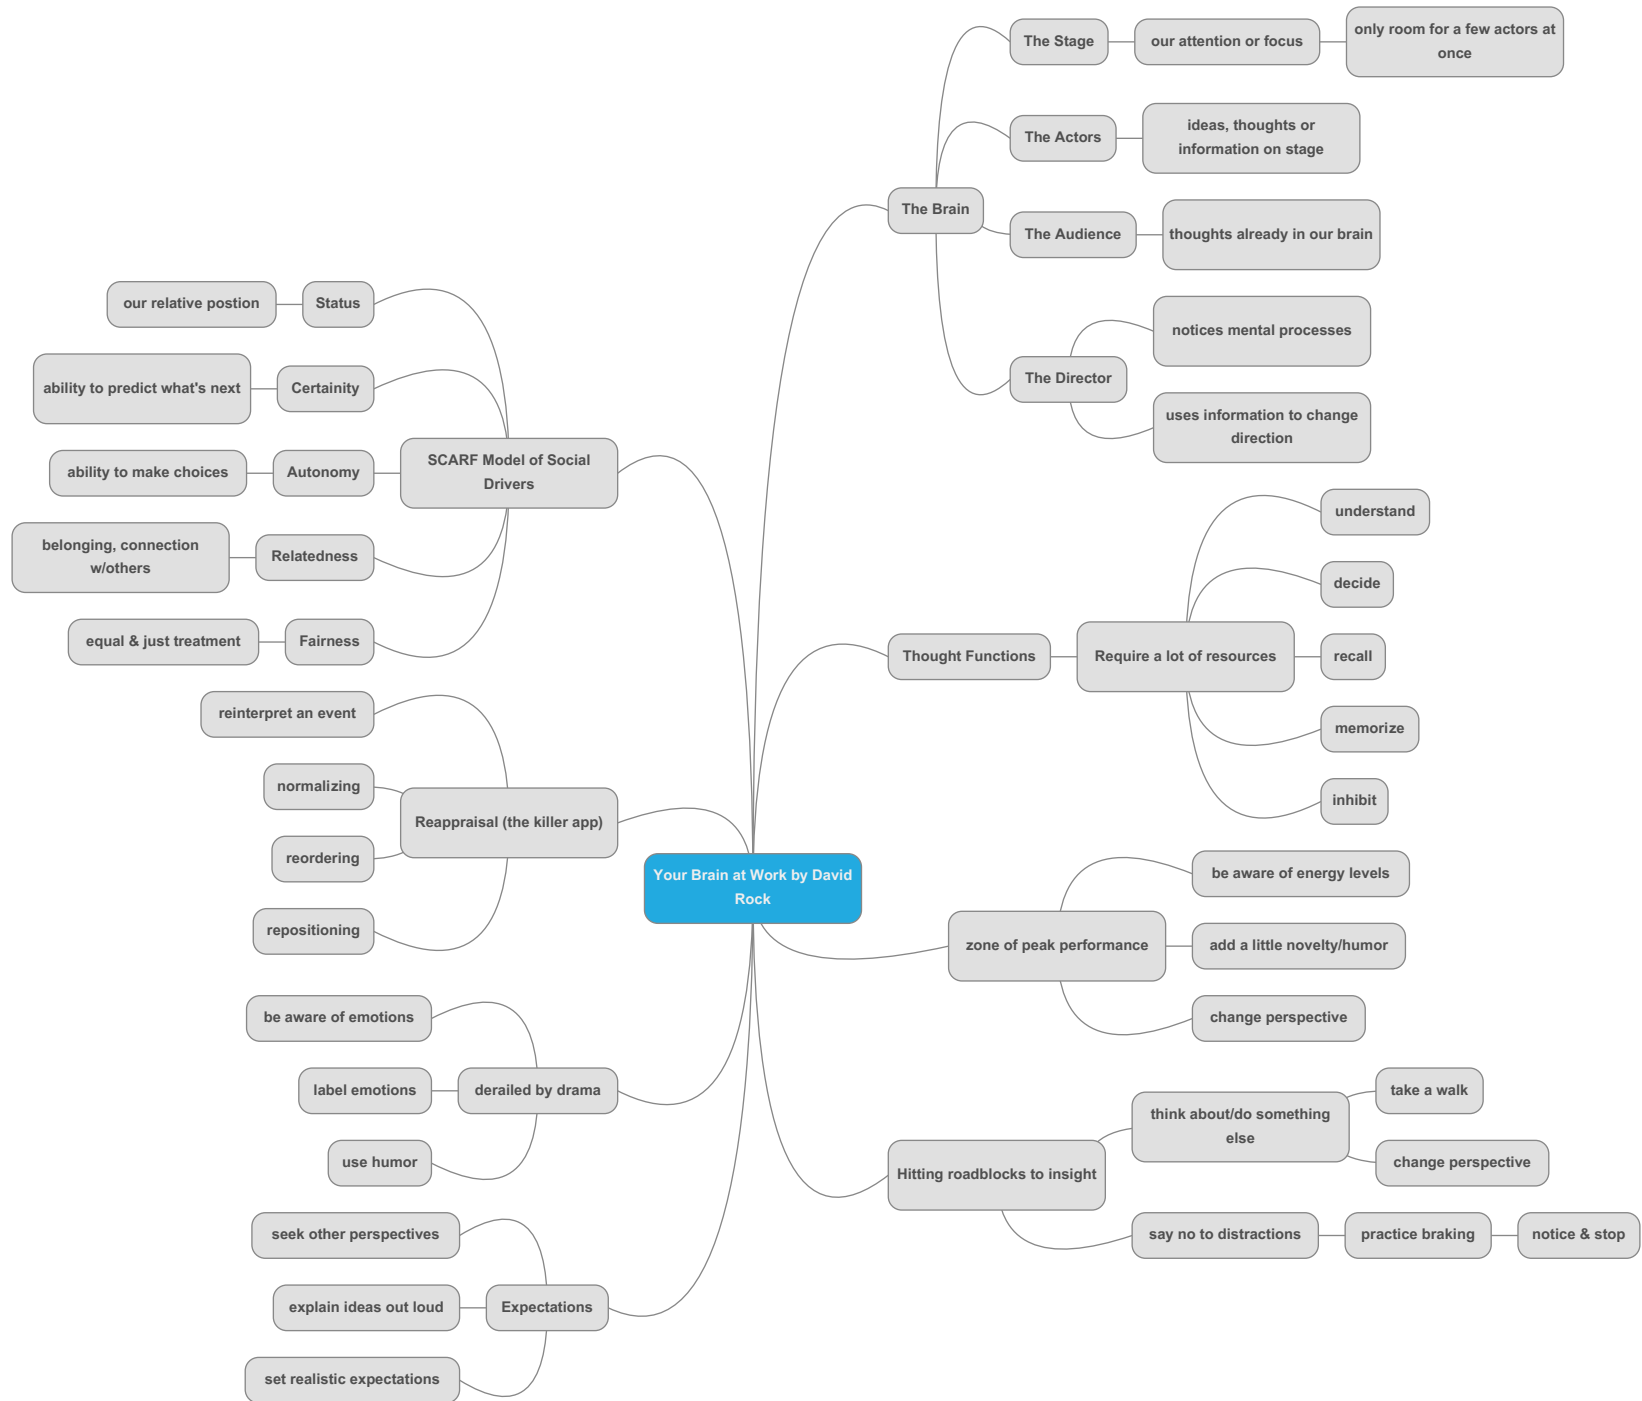 Your Brain at Work by David
Rock
The Brain
The Stage
our attention or focus
only room for a few actors at
once
The Actors
ideas, thoughts or
information on stage
The Audience
thoughts already in our brain
The Director
notices mental processes
uses information to change
direction
Thought Functions
Require a lot of resources
understand
decide
recall
memorize
inhibit
zone of peak performance
be aware of energy levels
add a little novelty/humor
change perspective
Hitting roadblocks to insight
think about/do something
else
take a walk
change perspective
say no to distractions
practice braking
notice & stop
SCARF Model of Social
Drivers
Status
our relative postion
Certainity
ability to predict what's next
Autonomy
ability to make choices
Relatedness
belonging, connection
w/others
Fairness
equal & just treatment
Reappraisal (the killer app)
reinterpret an event
normalizing
reordering
repositioning
derailed by drama
be aware of emotions
label emotions
use humor
Expectations
seek other perspectives
explain ideas out loud
set realistic expectations